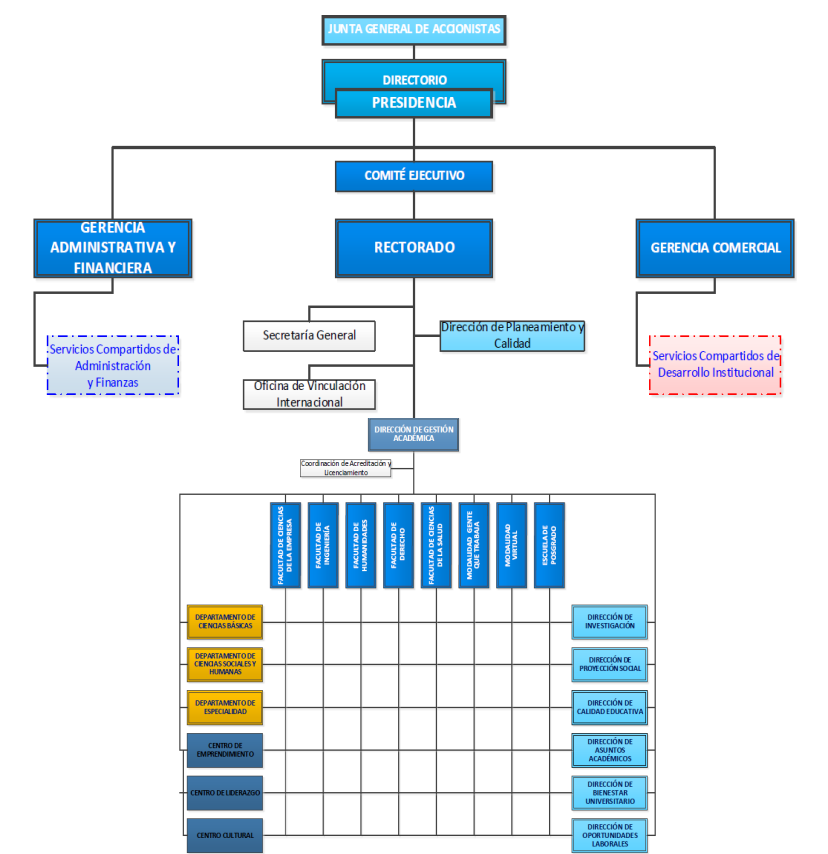 JUNTA GENERAL DE ACCIONISTAS
DIRECTORIO
PRESIDENCIA
COMITÉ EJECUTIVO
GERENCIA
ADMINISTRATIVA Y
FINANCIERA
RECTORADO
GERENCIA COMERCIAL
Secretaría General
Dirección de Planeamiento y
Calidad
Servicios Compartidos de
Administración
y Finanzas
Servicios Compartidos de
Desarrollo Institucional
Oficina de Vinculación
Internacional
DIRECCIÓN DE GESTIÓN
ACADÉMICA
Coordinación de Acreditación y
Licenciamiento
FACULTAD DE CIENCIAS
DE LA EMPRESA
FACULTAD DE
INGENIERÍA
FACULTAD DE
HUMANIDADES
FACULTAD DE
DERECHO
FACULTAD DE CIENCIAS
DE LA SALUD
MODALIDAD GENTE
QUE TRABAJA
MODALIDAD
VIRTUAL
ESCUELA DE
POSGRADO
DEPARTAMENTO DE
CIENCIAS BÁSICAS
DIRECCIÓN DE
INVESTIGACIÓN
DEPARTAMENTO DE
CIENCIAS SOCIALES Y
HUMANAS
DIRECCIÓN DE
PROYECCIÓN SOCIAL
DEPARTAMENTO DE
ESPECIALIDAD
DIRECCIÓN DE
CALIDAD EDUCATIVA
CENTRO DE
EMPRENDIMIENTO
DIRECCIÓN DE
ASUNTOS
ACADÉMICOS
CENTRO DE LIDERAZGO
DIRECCIÓN DE
BIENESTAR
UNIVERSITARIO
CENTRO CULTURAL
DIRECCIÓN DE
OPORTUNIDADES
LABORALES